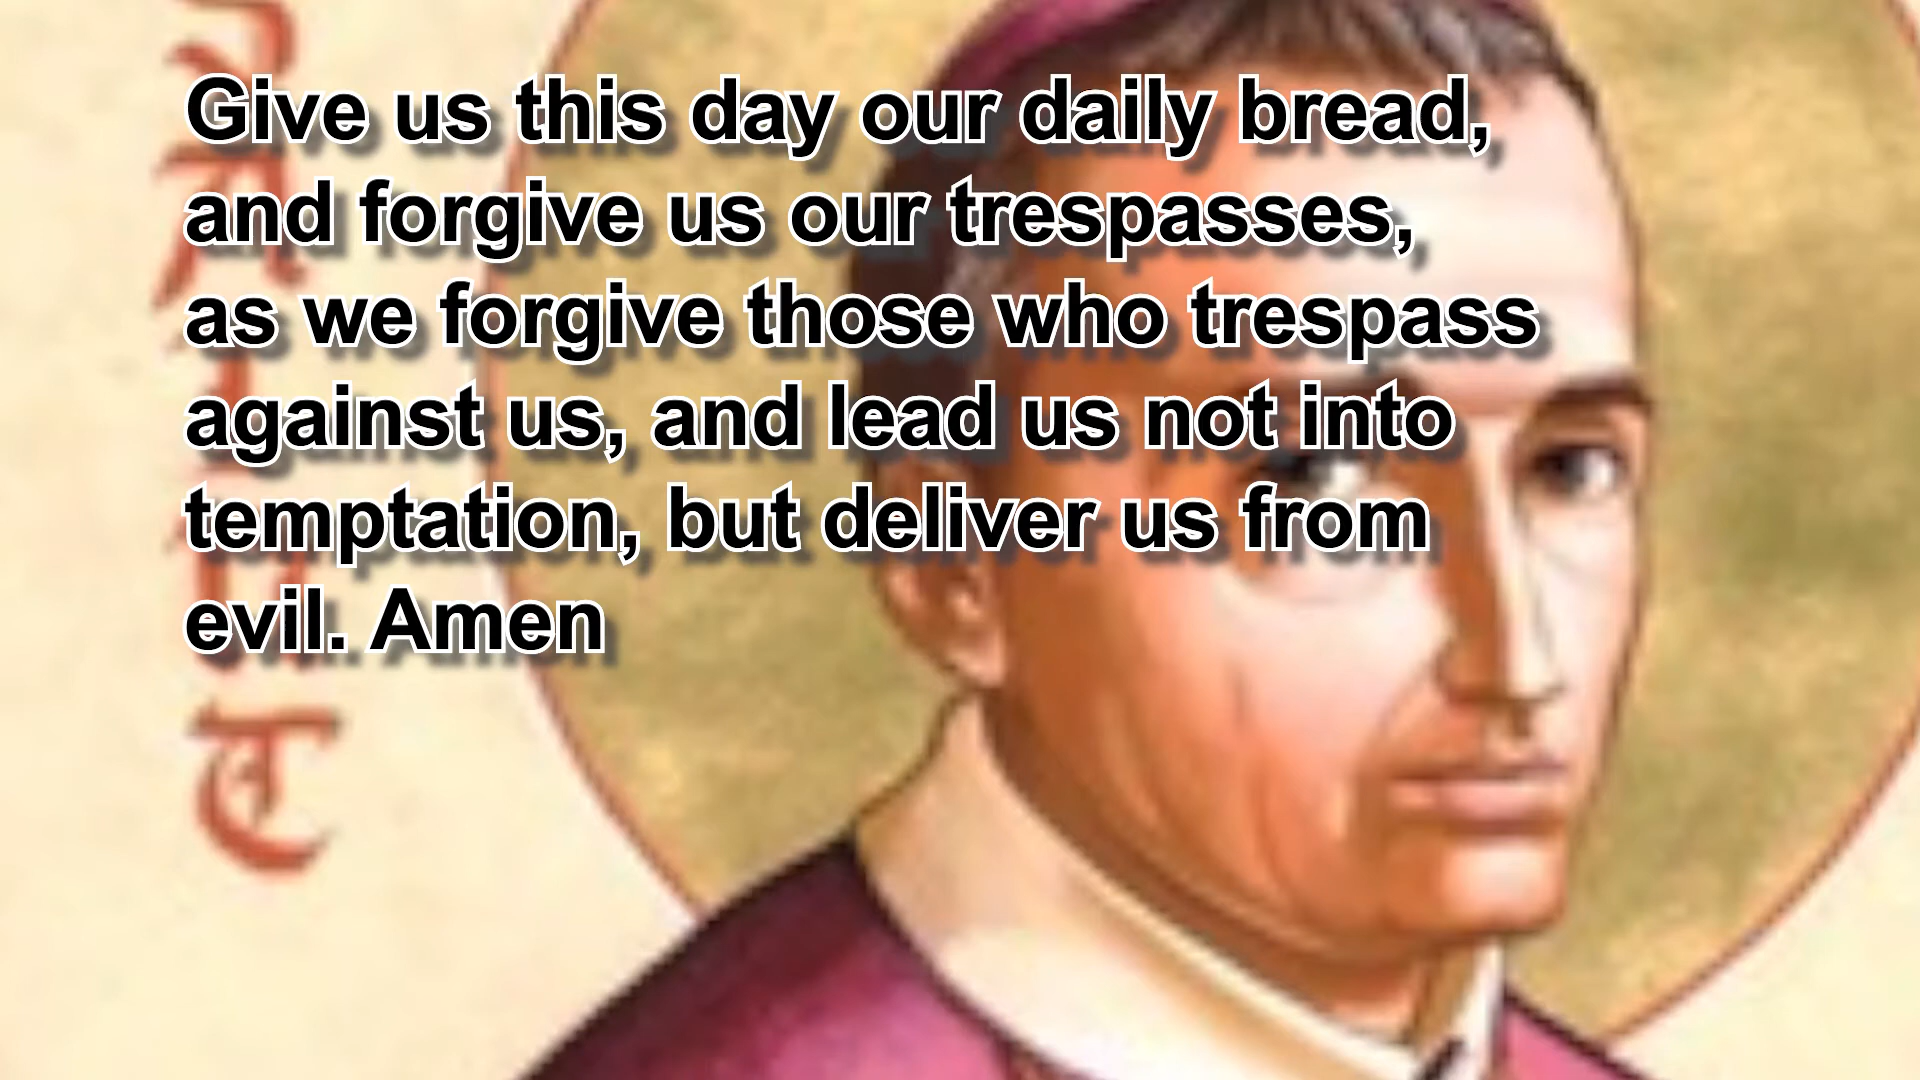 Give us this day our daily bread,
and forgive us our trespasses,
as we forgive those who trespass
against us, and lead us not into
temptation, but deliver us from
evil. Amen